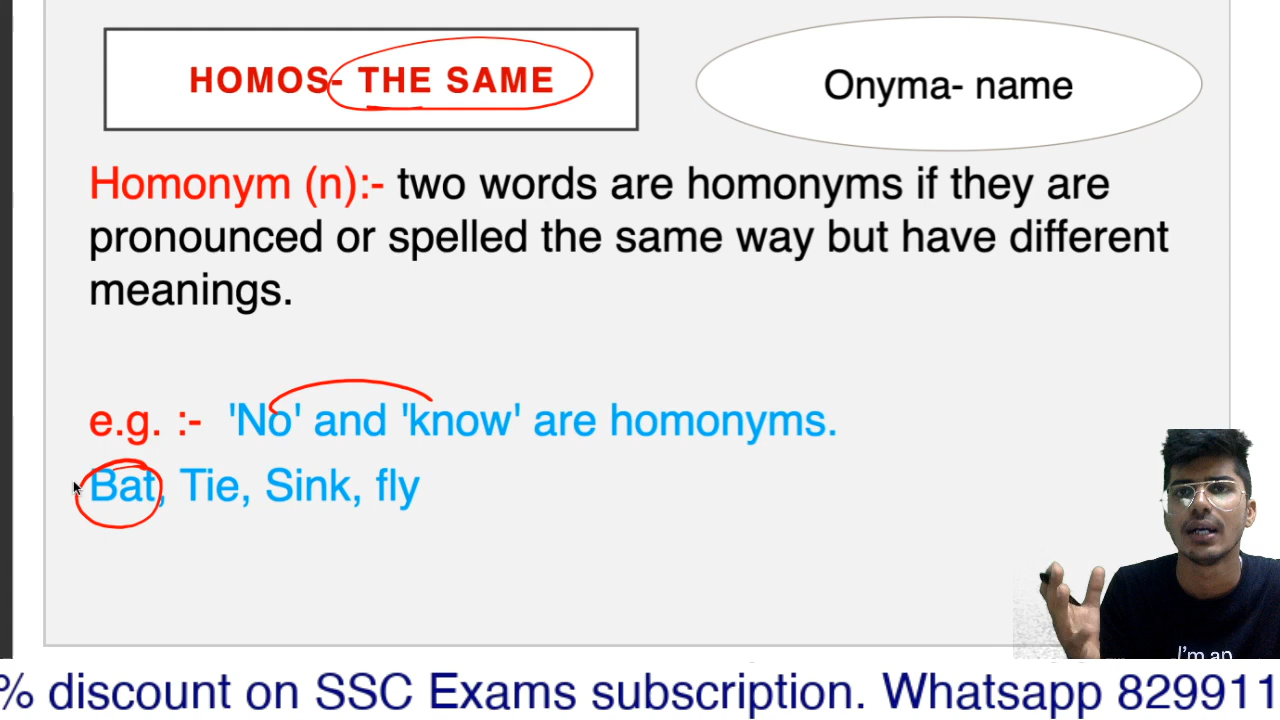 HOMOS- THE SAME
Onyma- name
Homonym (n):- two words are homonyms if they are
pronounced or spelled the same way but have different
meanings.
e.g. :- 'No' and 'know' are homonyms.
Bat, Tie, Sink, fly
I'm an
% discount on SSC Exams subscription. Whatsapp 829911